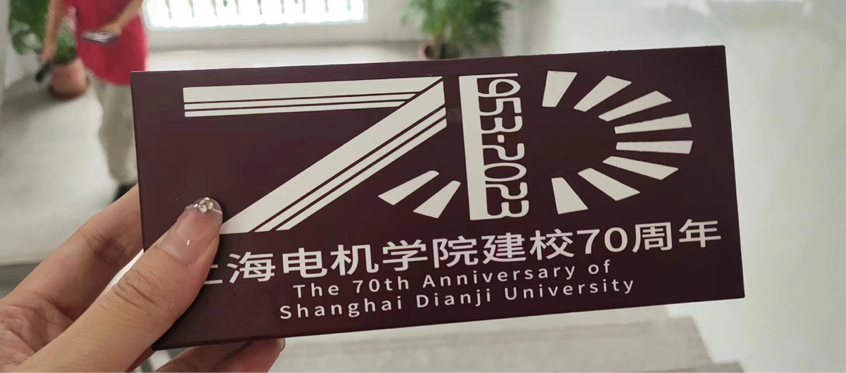 70
1953-2023
上海电机学院建校70周年
The 70th Anniversary of
Shanghai Dianji University